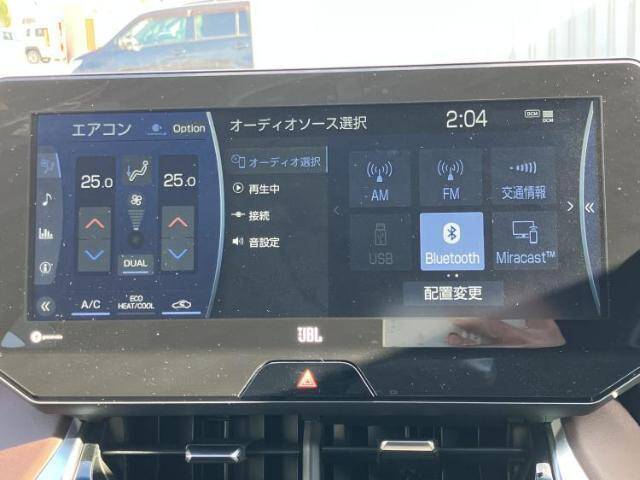 エアコン Option
25.0 25.0
DUAL
A/C ECO HEAT/COOL
オーディオソース選択 2:04 DCM
オーディオ選択
再生中
接続
音設定
AM FM 交通情報
USB Bluetooth Miracast™
配置変更
JBL